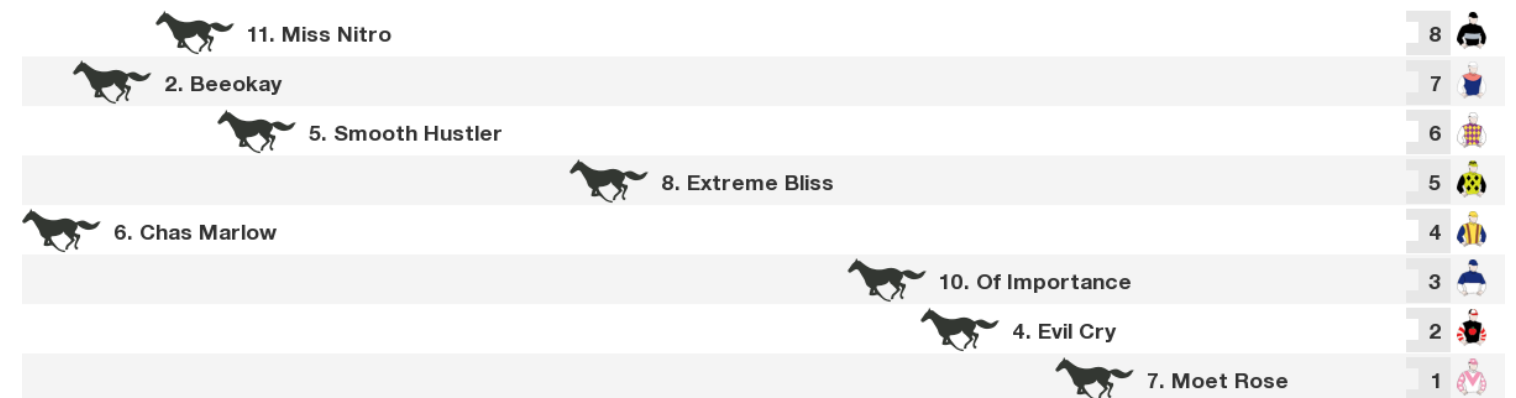 11. Miss Nitro 8
2. Beeokay 7
5. Smooth Hustler 6
8. Extreme Bliss 5
6. Chas Marlow 4
10. Of Importance 3
4. Evil Cry 2
7. Moet Rose 1